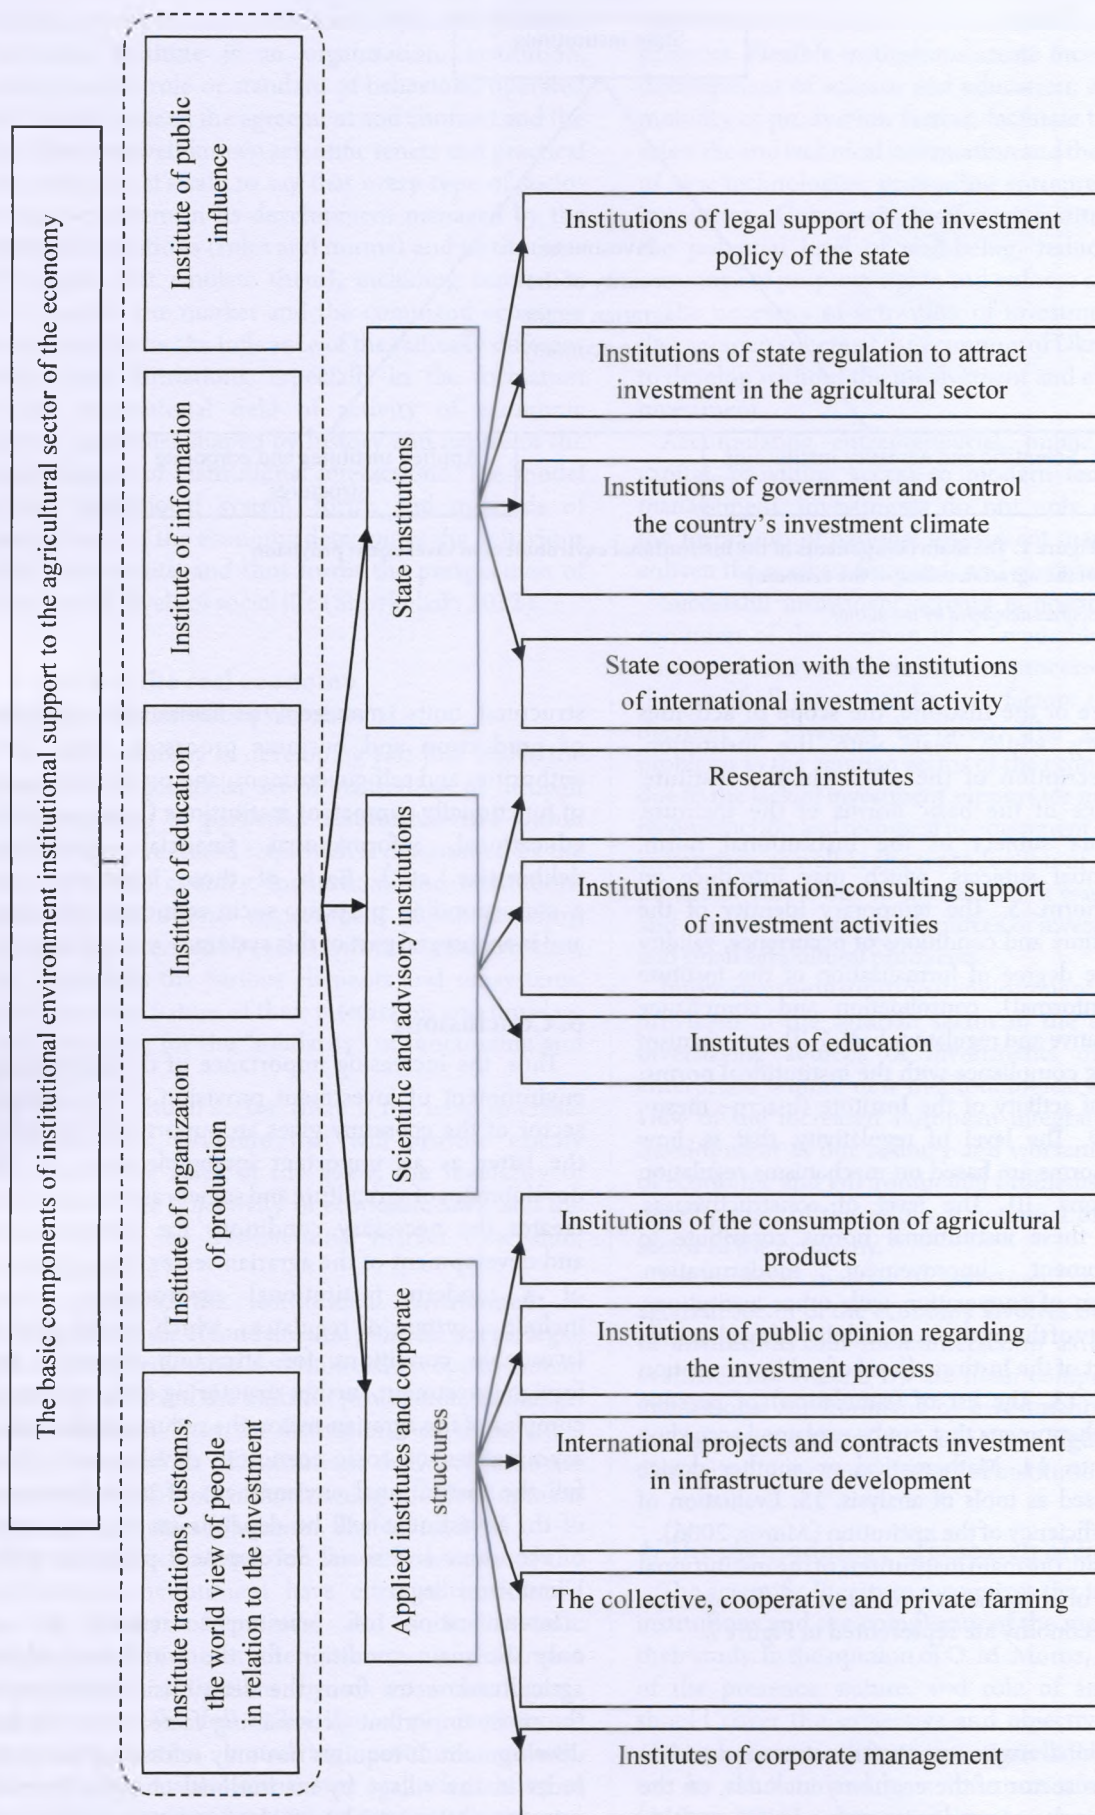 The basic components of institutional environment institutional support to the agricultural sector of the economy
Institute of public
influence
Institute of information
Institute of education
Institute of organization
of production
Institute traditions, customs,
the world view of people
in relation to the investment
State institutions
Scientific and advisory institutions
Applied institutes and corporate
structures
Institutions of legal support of the investment
policy of the state
Institutions of state regulation to attract
investment in the agricultural sector
Institutions of government and control
the country's investment climate
State cooperation with the institutions
of international investment activity
Research institutes
Institutions information-consulting support
of investment activities
Institutes of education
Institutions of the consumption of agricultural
products
Institutions of public opinion regarding
the investment process
International projects and contracts investment
in infrastructure development
The collective, cooperative and private farming
Institutes of corporate management